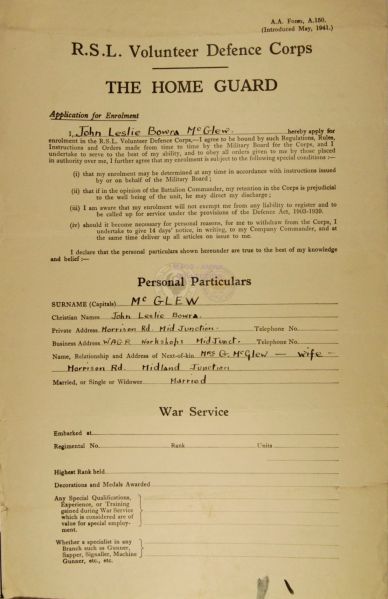 A.A. Form, A.150.
(Introduced May, 1941.)
R.S.L. Volunteer Defence Corps
THE HOME GUARD
Application for Enrolment
I, John Leslie Bowra McGlew. hereby apply for
enrolment in the R.S.L. Volunteer Defence Corps,—I agree to be bound by such Regulations, Rules,
Instructions and Orders made from time to time by the Military Board for the Corps, and I
undertake to serve to the best of my ability, and to obey all orders given to me by those placed
in authority over me, I further agree that my enrolment is subject to the following special conditions :—
(i) that my enrolment may be determined at any time in accordance with instructions issued
by or on behalf of the Military Board ;
(ii) that if in the opinion of the Battalion Commander, my retention in the Corps is prejudicial
to the well being of the unit, he may direct my discharge ;
(iii) I am aware that my enrolment will not exempt me from any liability to register and to
be called up for service under the provisions of the Defence Act, 1903-1939.
(iv) should it become necessary for personal reasons, for me to withdraw from the Corps, I
undertake to give 14 days' notice, in writing, to my Company Commander, and at
the same time deliver up all articles on issue to me.
I declare that the personal particulars shown hereunder are true to the best of my knowledge
and belief :—
Personal Particulars
SURNAME (Capitals) McGLEW
Christian Names John Leslie Bowra.
Private Address Morrison Rd. Mid Junction. Telephone No.
Business Address W.A.G.R Workshops Mid Junct. Telephone No.
Name, Relationship and Address of Next-of-kin Mrs G. McGlew — Wife —
Morrison Rd. Midland Junction
Married, or Single or Widower Married
War Service
Embarked at
Regimental No. Rank Units
Highest Rank held
Decorations and Medals Awarded
Any Special Qualifications,
Experience, or Training
gained during War Service
which is considered are of
value for special employ-
ment.
Whether a specialist in any
Branch such as Gunner,
Sapper, Signaller, Machine
Gunner, etc., etc.